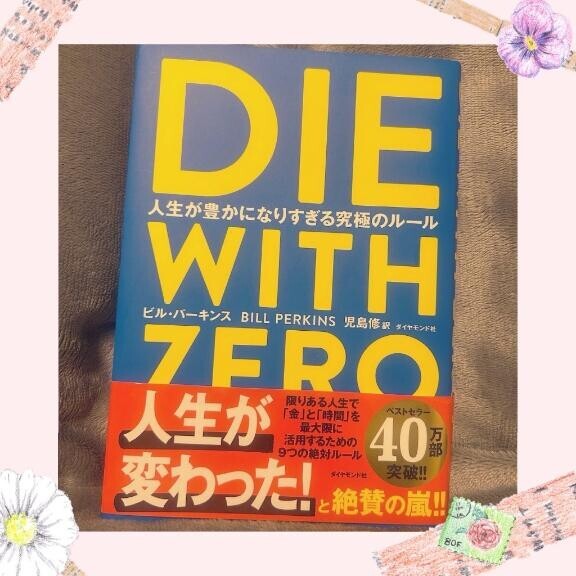 DIE
人生が豊かになりすぎる究極のルール
WITH
ビル・パーキンス BILL PERKINS 児島修 訳 ダイヤモンド社
ZERO
人生が
変わった!
と絶賛の嵐!!
限りある人生で
「金」と「時間」を
最大限に
活用するための
9つの絶対ルール
ダイヤモンド社
ベストセラー
40万部
突破!!
80F